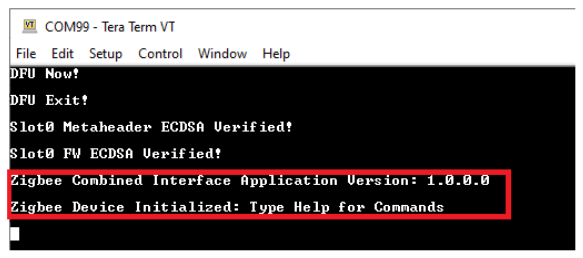 COM99 - Tera Term VT
File Edit Setup Control Window Help
DFU Now!
DFU Exit!
Slot0 Metaheader ECDSA Verified!
Slot0 FW ECDSA Verified!
Zigbee Combined Interface Application Version: 1.0.0.0
Zigbee Device Initialized: Type Help for Commands